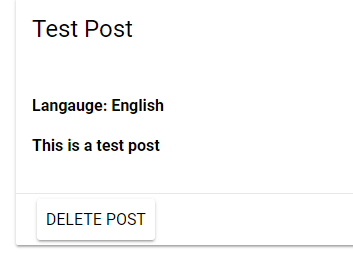 Test Post
Langauge: English
This is a test post
DELETE POST